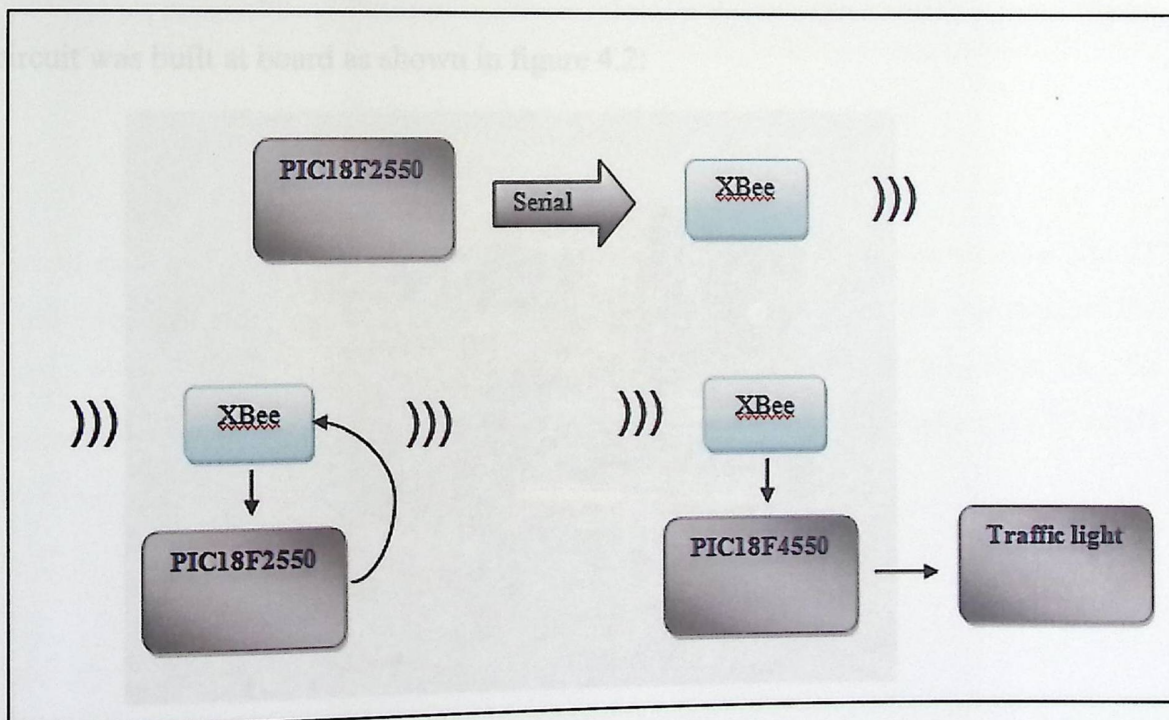 ircuit was built at board as shown in figure 4.2:
PIC18F2550
Serial
XBee
)))
))) XBee )))
))) XBee
PIC18F2550
PIC18F4550
Traffic light